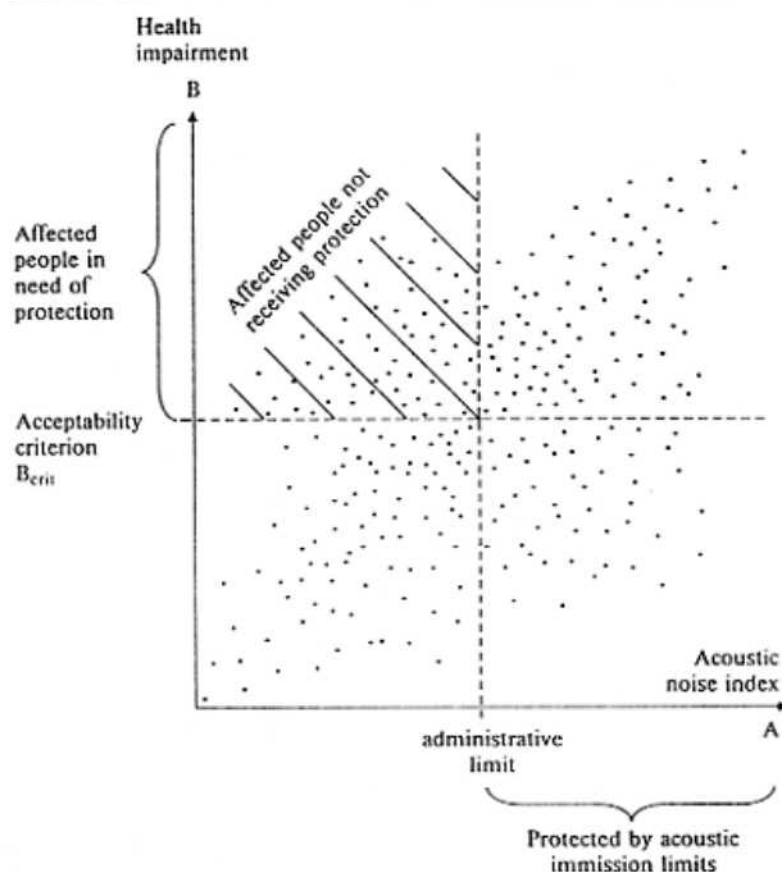 Health
impairment
B
Affected people not
receiving protection
Affected
people in
need of
protection
Acceptability
criterion
B_crit
Acoustic
noise index
A
administrative
limit
Protected by acoustic
immission limits